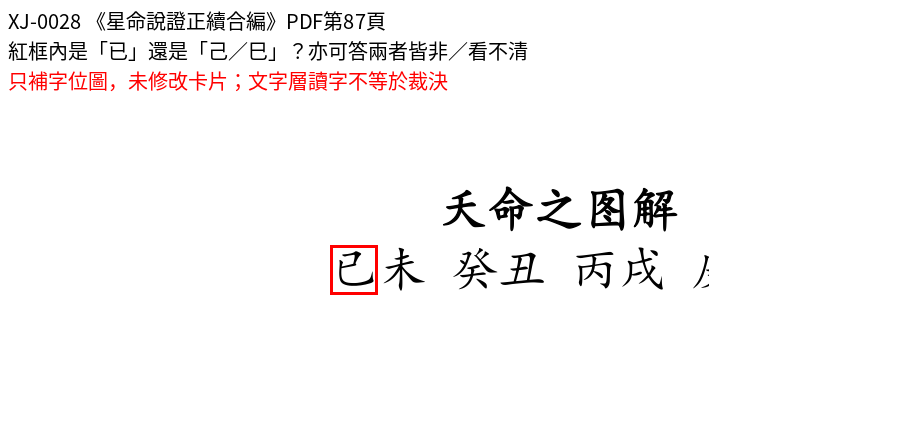 XJ-0028 《星命說證正續合編》PDF第87頁
紅框內是「已」還是「己／巳」？亦可答兩者皆非／看不清
只補字位圖，未修改卡片；文字層讀字不等於裁決
天命之图解
已未 癸丑 丙戌